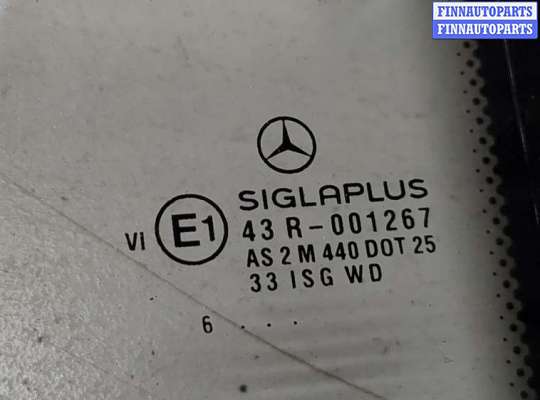 FINNAUTOPARTS
FINNAUTOPARTS
SIGLAPLUS
VI E1 43 R-001267
AS 2 M 440 DOT 25
33 ISG WD
6 . . .